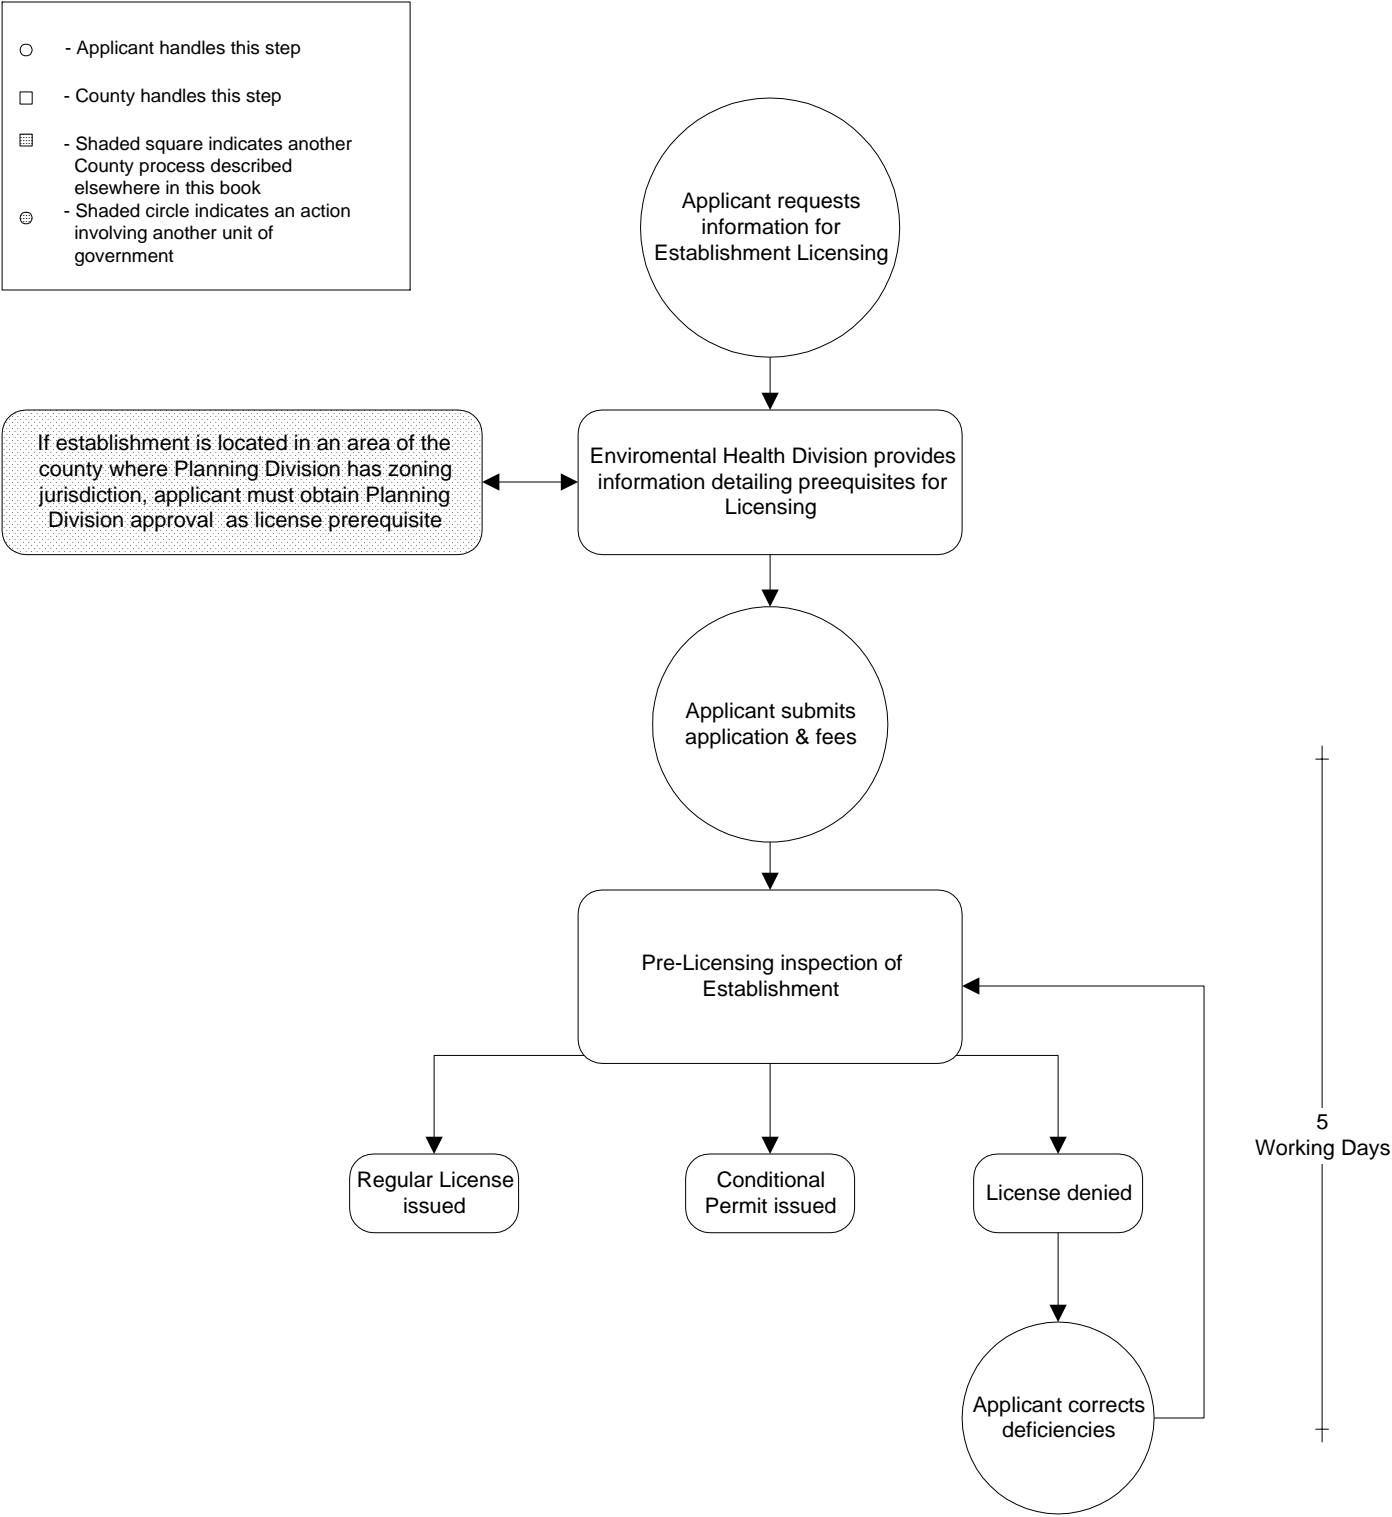 - Applicant handles this step
- County handles this step
- Shaded square indicates another
County process described
elsewhere in this book
- Shaded circle indicates an action
involving another unit of
government
Applicant requests
information for
Establishment Licensing
If establishment is located in an area of the
county where Planning Division has zoning
jurisdiction, applicant must obtain Planning
Division approval as license prerequisite
Enviromental Health Division provides
information detailing preequisites for
Licensing
Applicant submits
application & fees
Pre-Licensing inspection of
Establishment
5
Working Days
Regular License
issued
Conditional
Permit issued
License denied
Applicant corrects
deficiencies